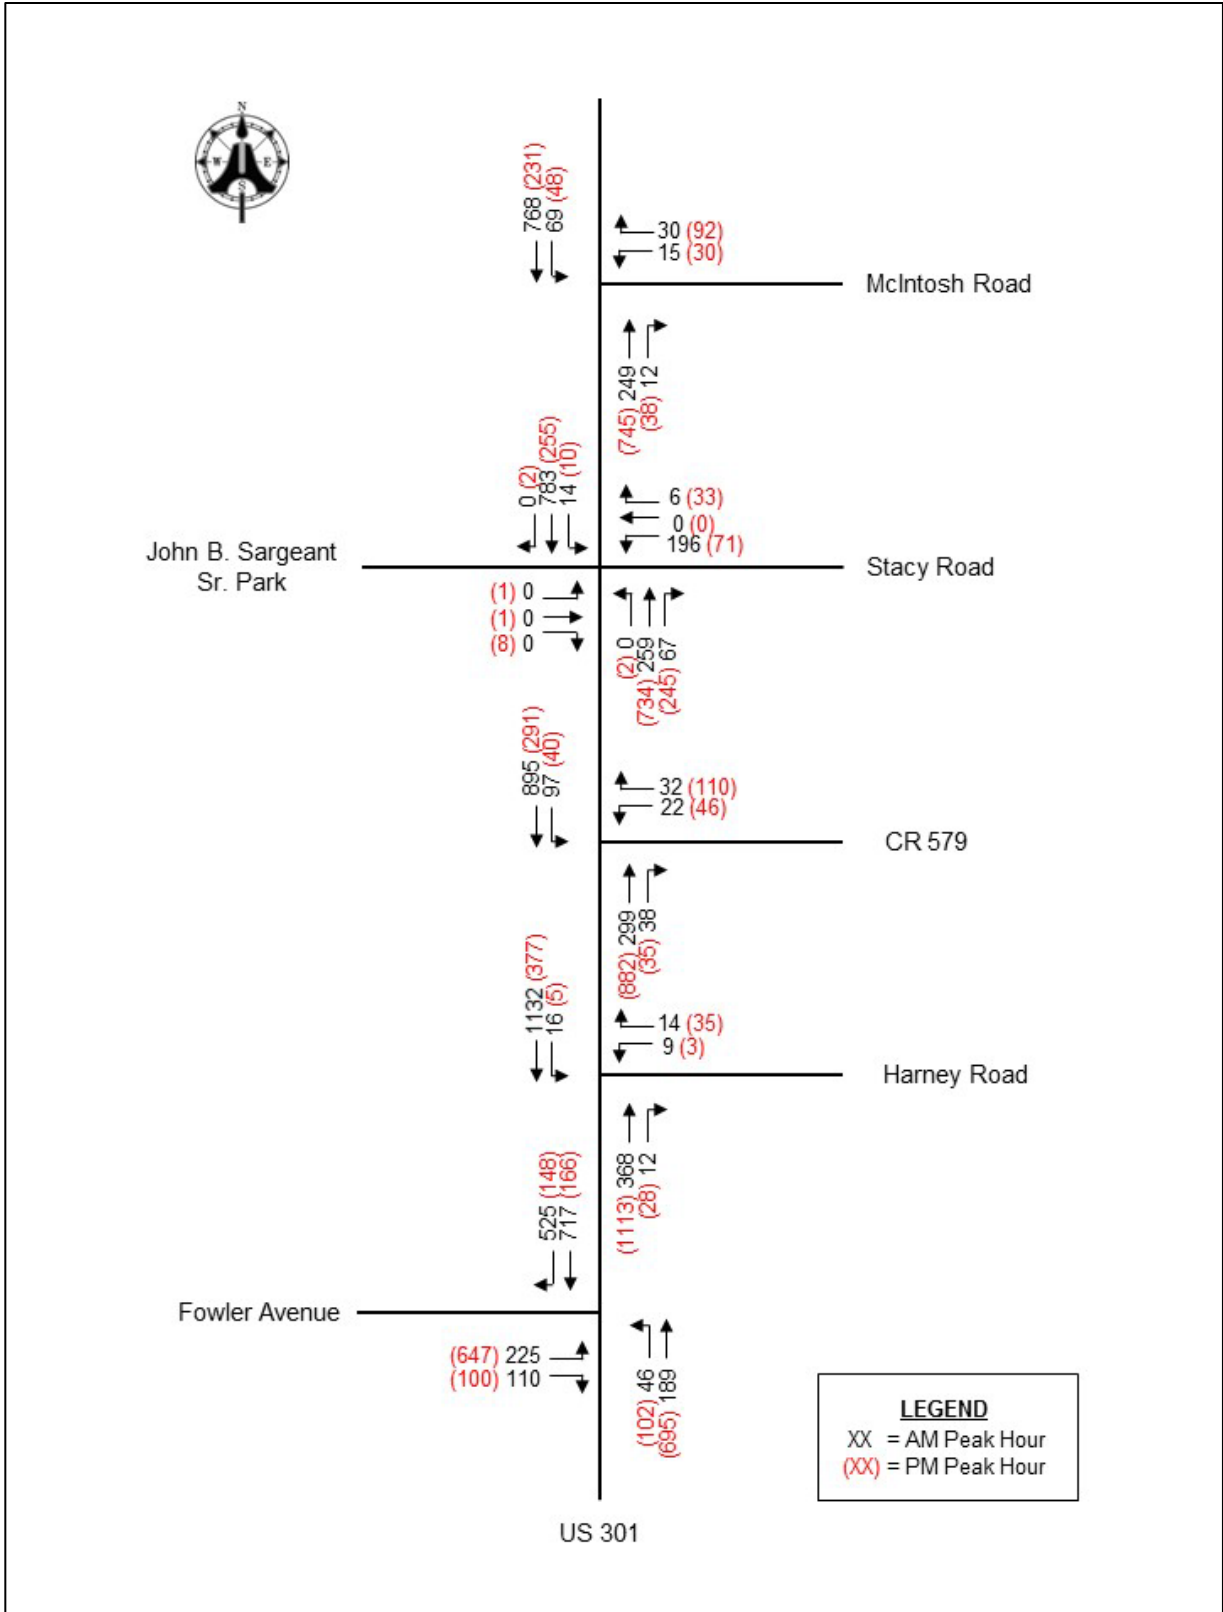 N
W E
S
768 (231)
69 (48)
30 (92)
15 (30)
McIntosh Road
(745) 249
(38) 12
0 (2)
783 (255)
14 (10)
6 (33)
0 (0)
196 (71)
John B. Sargeant
Sr. Park
Stacy Road
(1) 0
(1) 0
(8) 0
(2) 0
(734) 259
(245) 67
895 (291)
97 (40)
32 (110)
22 (46)
CR 579
(882) 299
(35) 38
1132 (377)
16 (5)
14 (35)
9 (3)
Harney Road
(1113) 368
(28) 12
525 (148)
717 (166)
Fowler Avenue
(647) 225
(100) 110
(102) 46
(695) 189
LEGEND
XX = AM Peak Hour
(XX) = PM Peak Hour
US 301